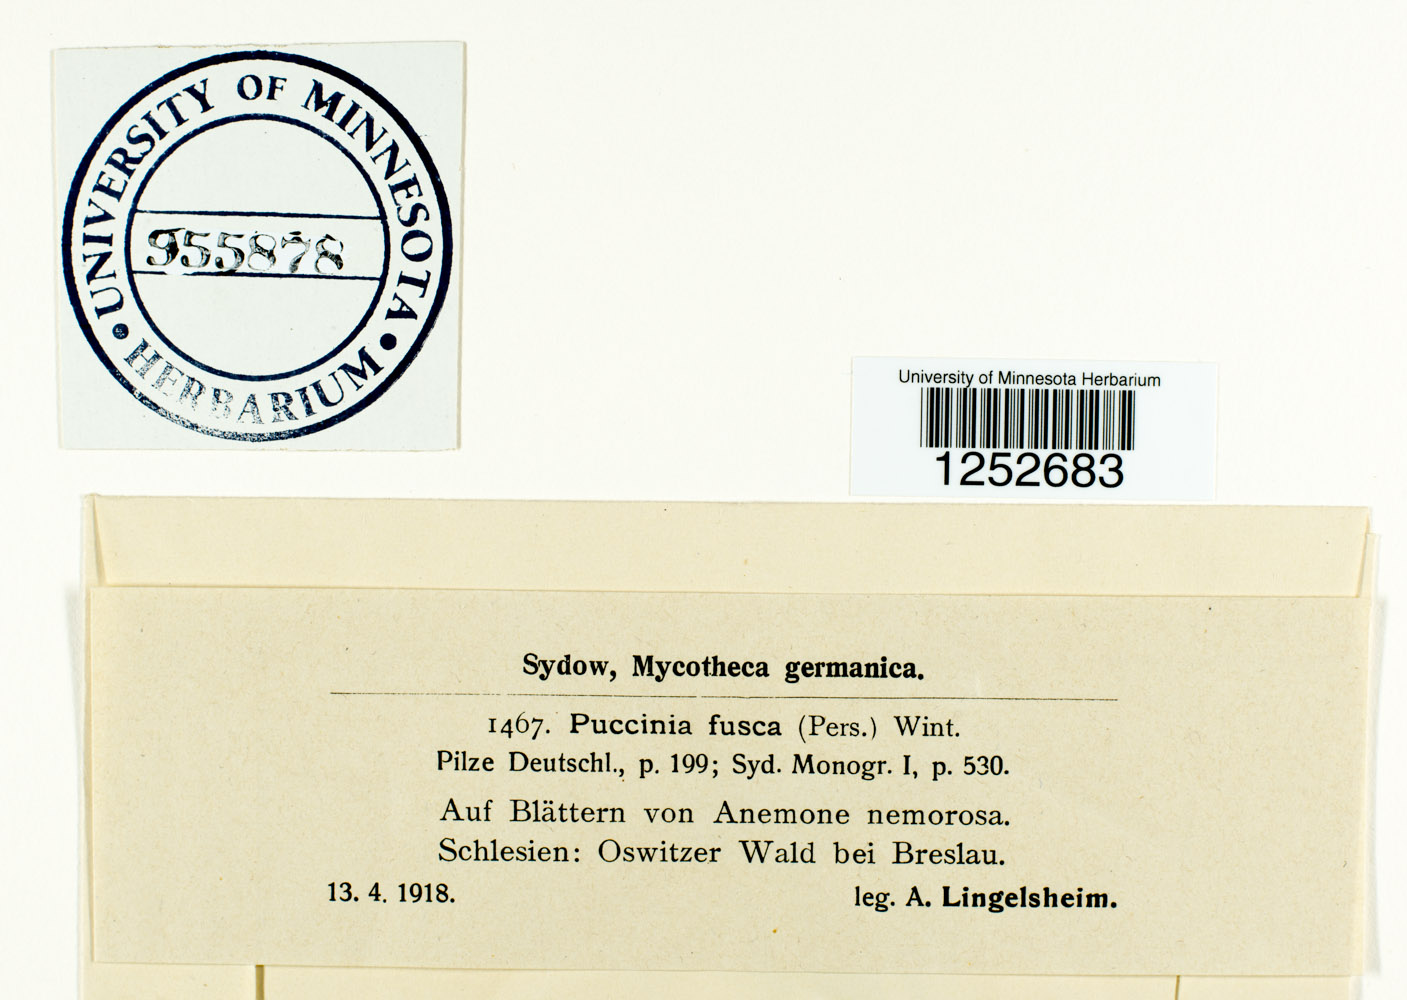 UNIVERSITY OF MINNESOTA
955878
• HERBARIUM •
University of Minnesota Herbarium
1252683
Sydow, Mycotheca germanica.
1467. Puccinia fusca (Pers.) Wint.
Pilze Deutschl., p. 199; Syd. Monogr. I, p. 530.
Auf Blättern von Anemone nemorosa.
Schlesien: Oswitzer Wald bei Breslau.
13. 4. 1918. leg. A. Lingelsheim.